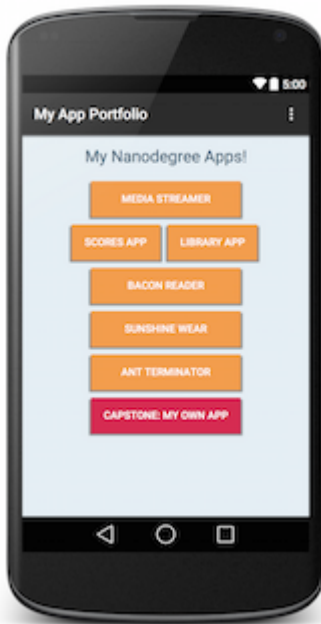 5:00
My App Portfolio
My Nanodegree Apps!
MEDIA STREAMER
SCORES APP LIBRARY APP
BACON READER
SUNSHINE WEAR
ANT TERMINATOR
CAPSTONE: MY OWN APP